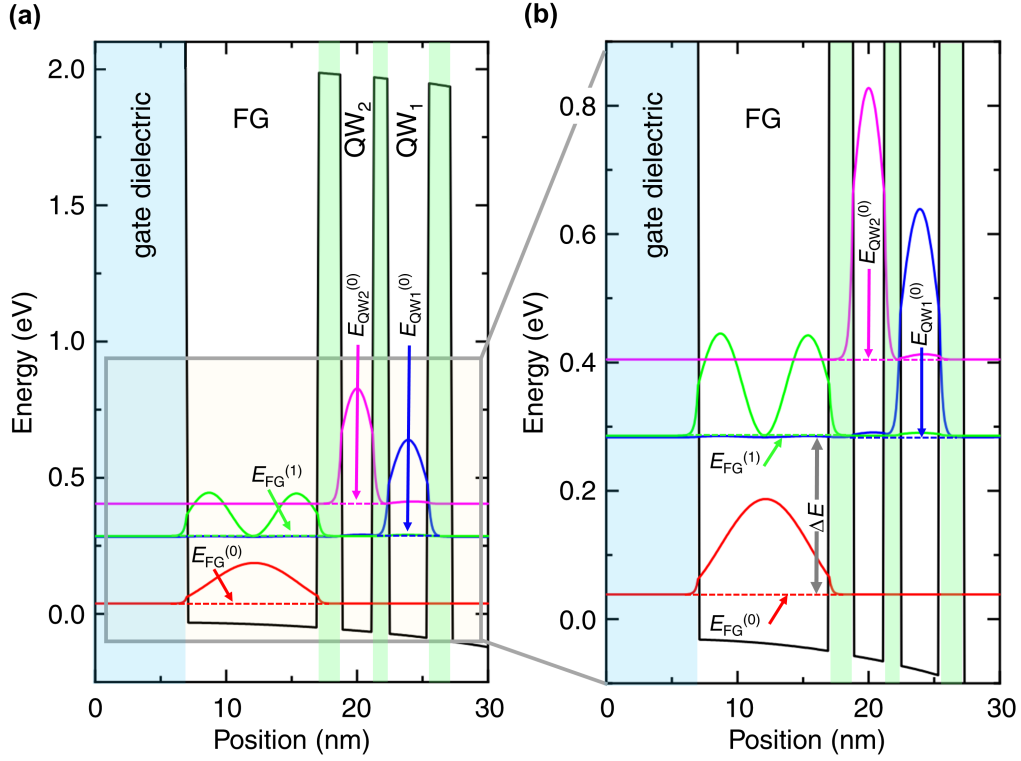 (a)
(b)
2.0
1.5
1.0
0.5
0.0
Energy (eV)
gate dielectric
FG
QW2
QW1
EQW2(0)
EQW1(0)
EFG(1)
EFG(0)
0
10
20
30
Position (nm)
0.8
0.6
0.4
0.2
0.0
Energy (eV)
gate dielectric
FG
EQW2(0)
EQW1(0)
EFG(1)
ΔE
EFG(0)
0
10
20
30
Position (nm)